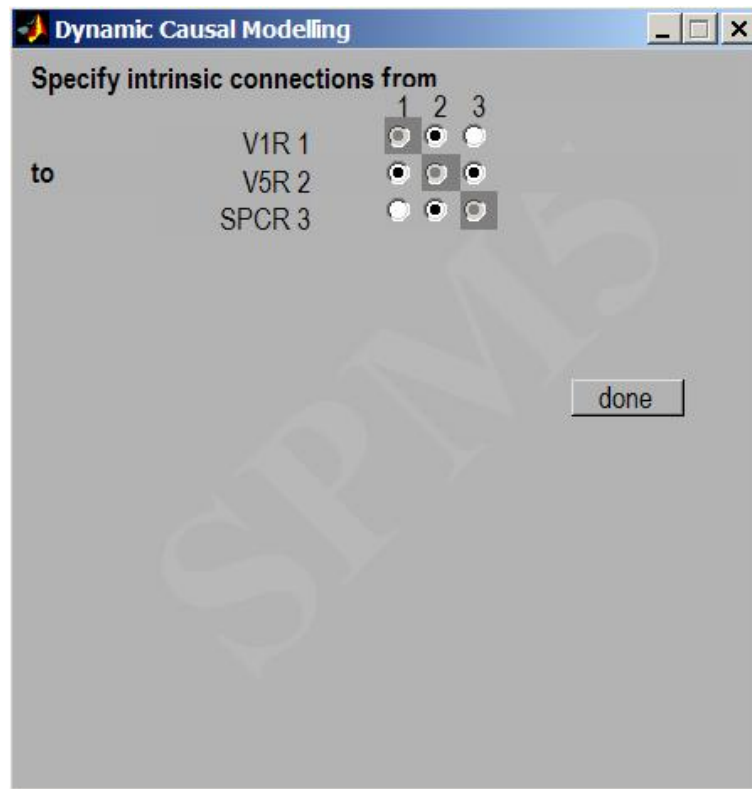 Dynamic Causal Modelling
Specify intrinsic connections from
1 2 3
V1R 1
to
V5R 2
SPCR 3
done
SPM5